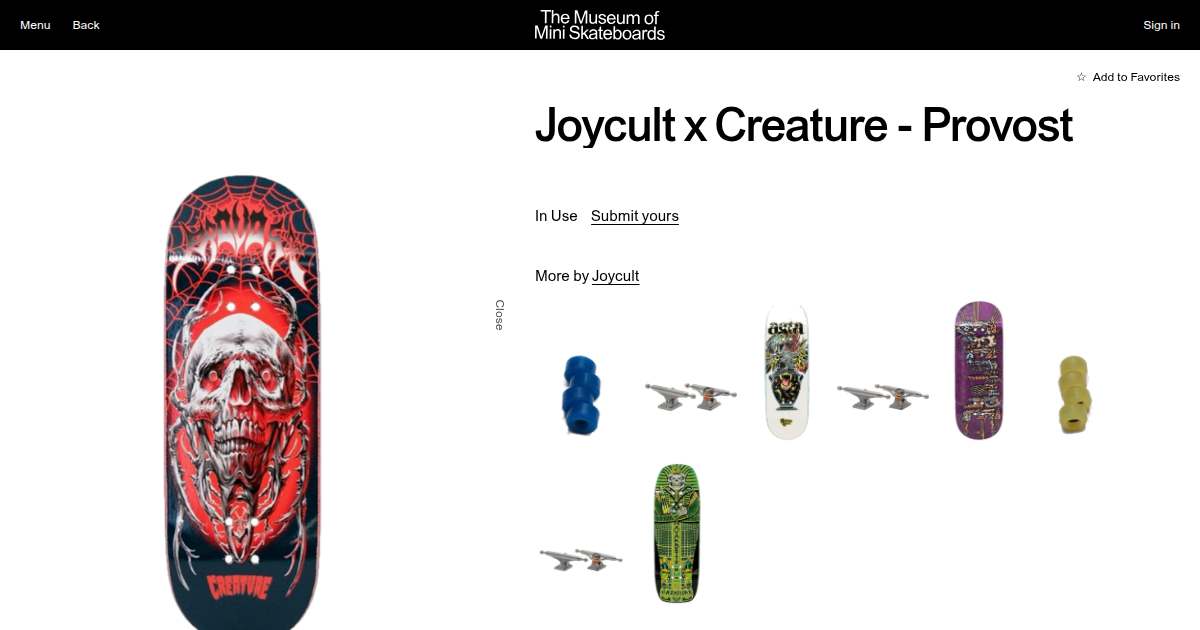 Menu
Back
The Museum of
Mini Skateboards
Sign in
☆ Add to Favorites
Joycult x Creature - Provost
In Use Submit yours
More by Joycult
Close
CREATURE